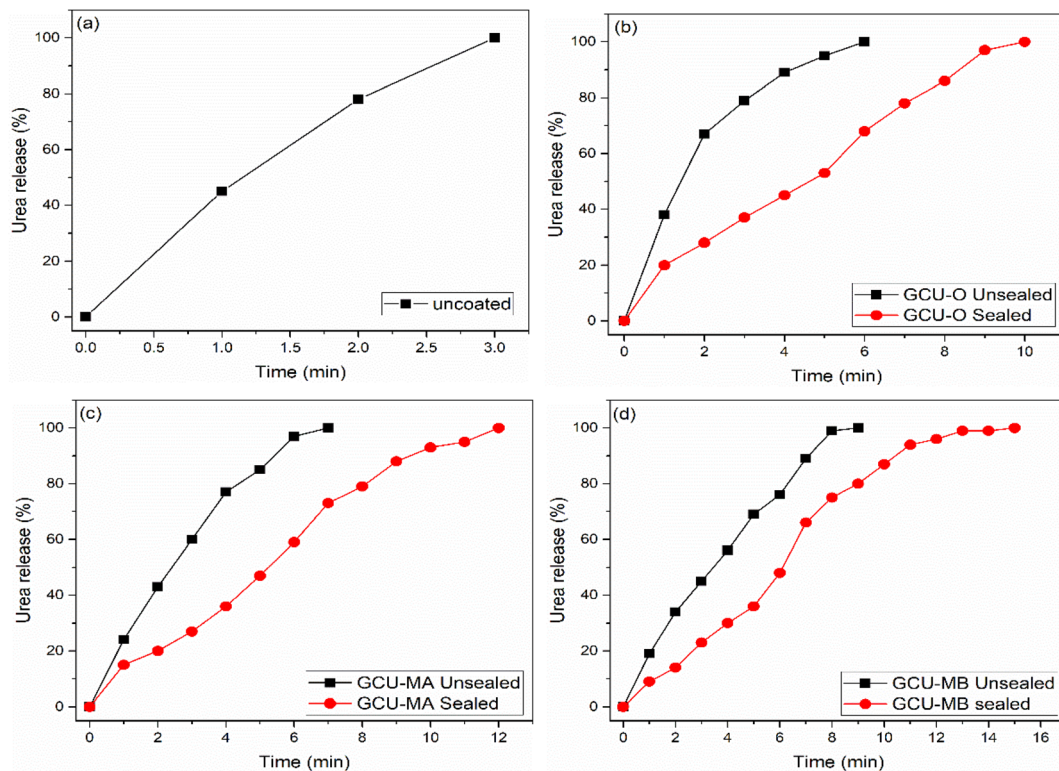 (a)
100
80
60
40
20
0
Urea release (%)
uncoated
0.0 0.5 1.0 1.5 2.0 2.5 3.0
Time (min)
(b)
100
80
60
40
20
0
Urea release (%)
GCU-O Unsealed
GCU-O Sealed
0 2 4 6 8 10
Time (min)
(c)
100
80
60
40
20
0
Urea release (%)
GCU-MA Unsealed
GCU-MA Sealed
0 2 4 6 8 10 12
Time (min)
(d)
100
80
60
40
20
0
Urea release (%)
GCU-MB Unsealed
GCU-MB sealed
0 2 4 6 8 10 12 14 16
Time (min)